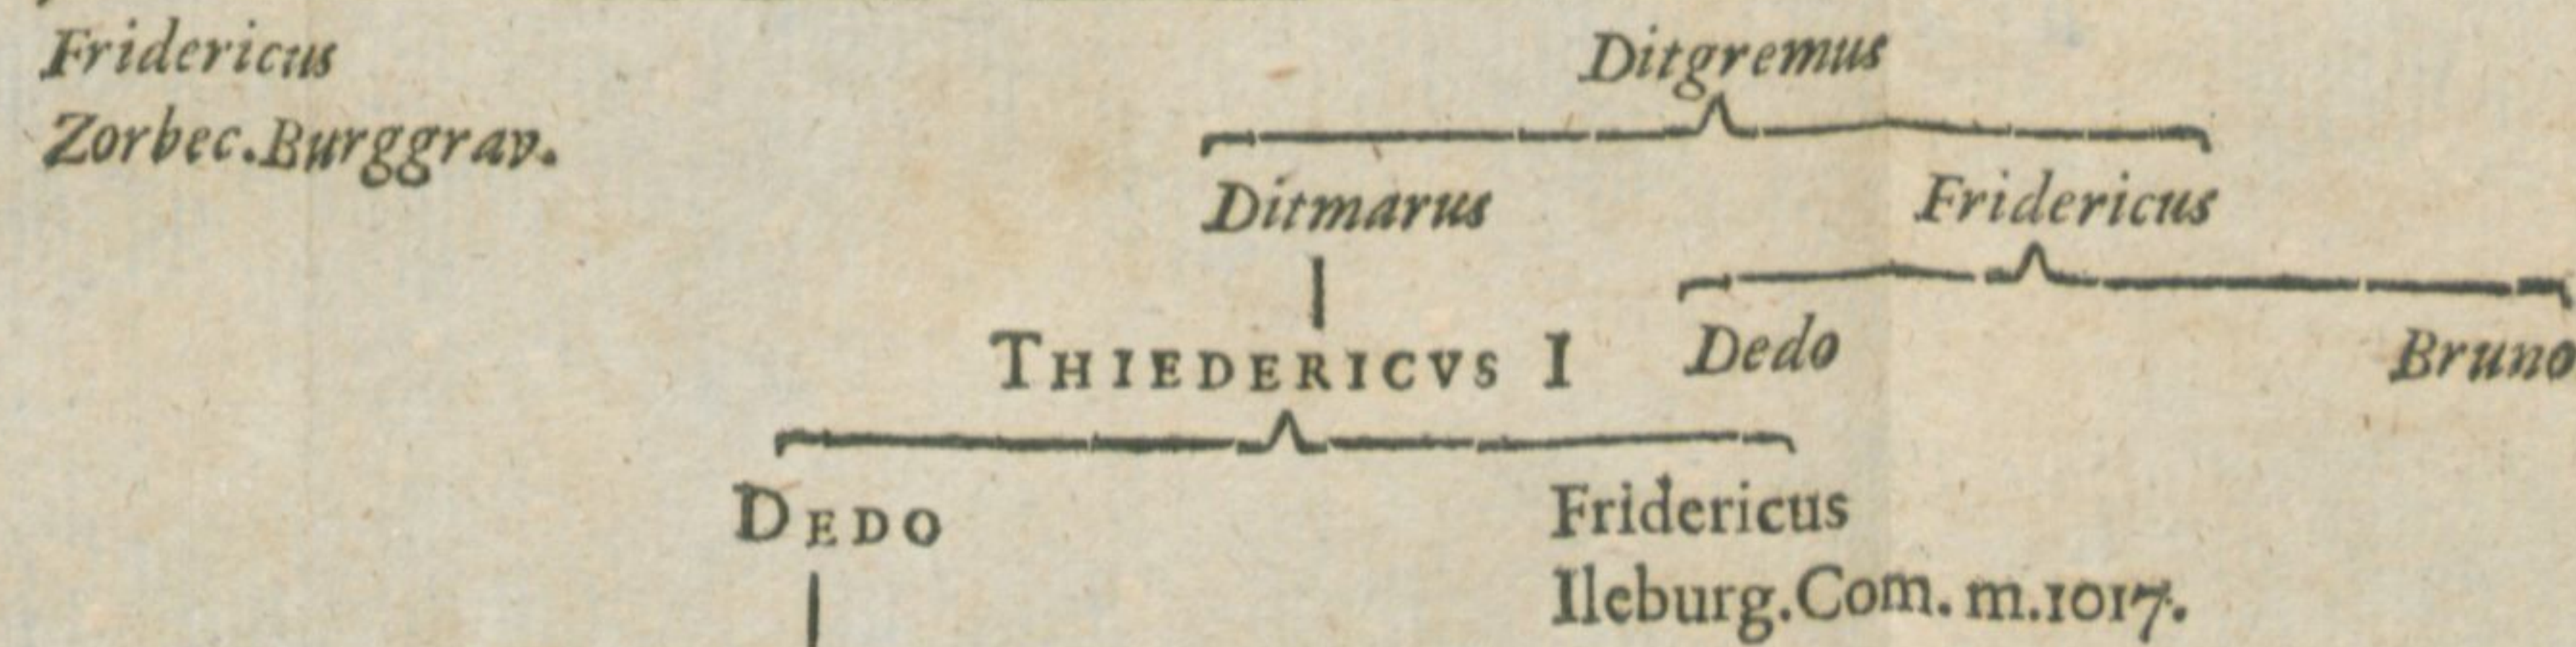 Fridericus
Zorbec.Burggrav.
Ditgremus
Ditmarus
Fridericus
THIEDERICVS I
Dedo
Bruno
DEDO
Fridericus
Ileburg.Com.m.1017.